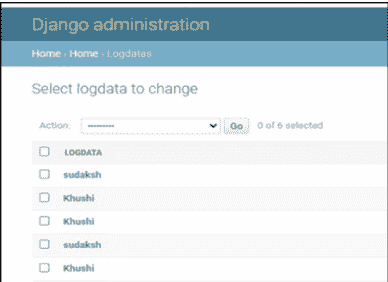 Django administration
Home › Home › Logdatas
Select logdata to change
Action: --------- Go 0 of 6 selected
LOGDATA
sudaksh
Khushi
Khushi
sudaksh
Khushi